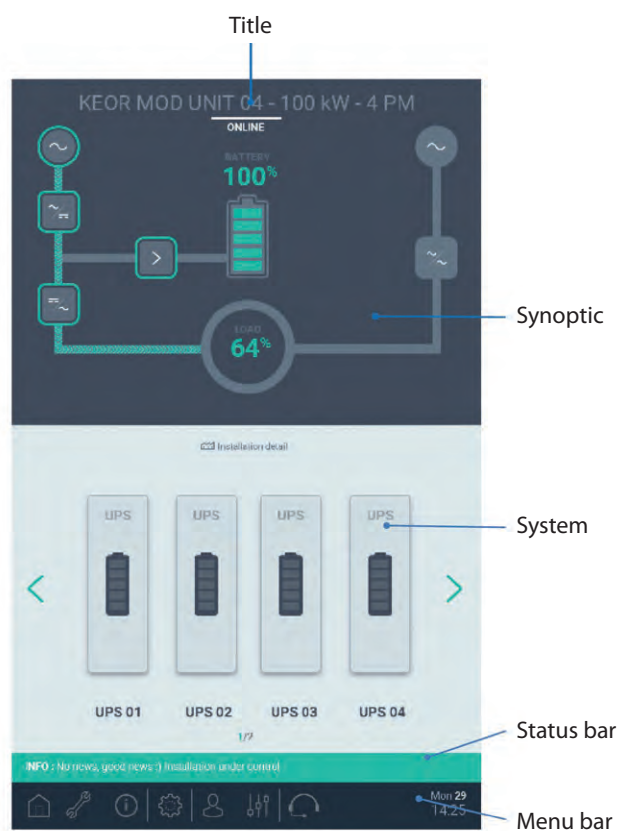 Title
KEOR MOD UNIT 04 - 100 kW - 4 PM
ONLINE
BATTERY
100%
LOAD
64%
Synoptic
Installation detail
UPS UPS UPS UPS
System
UPS 01 UPS 02 UPS 03 UPS 04
1/2
Status bar
INFO : No news, good news :) Installation under control
Mon 29
14:25
Menu bar